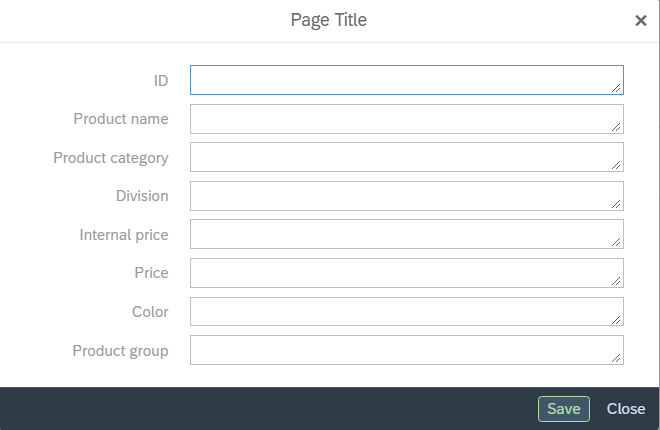 Page Title
ID
Product name
Product category
Division
Internal price
Price
Color
Product group
Save Close